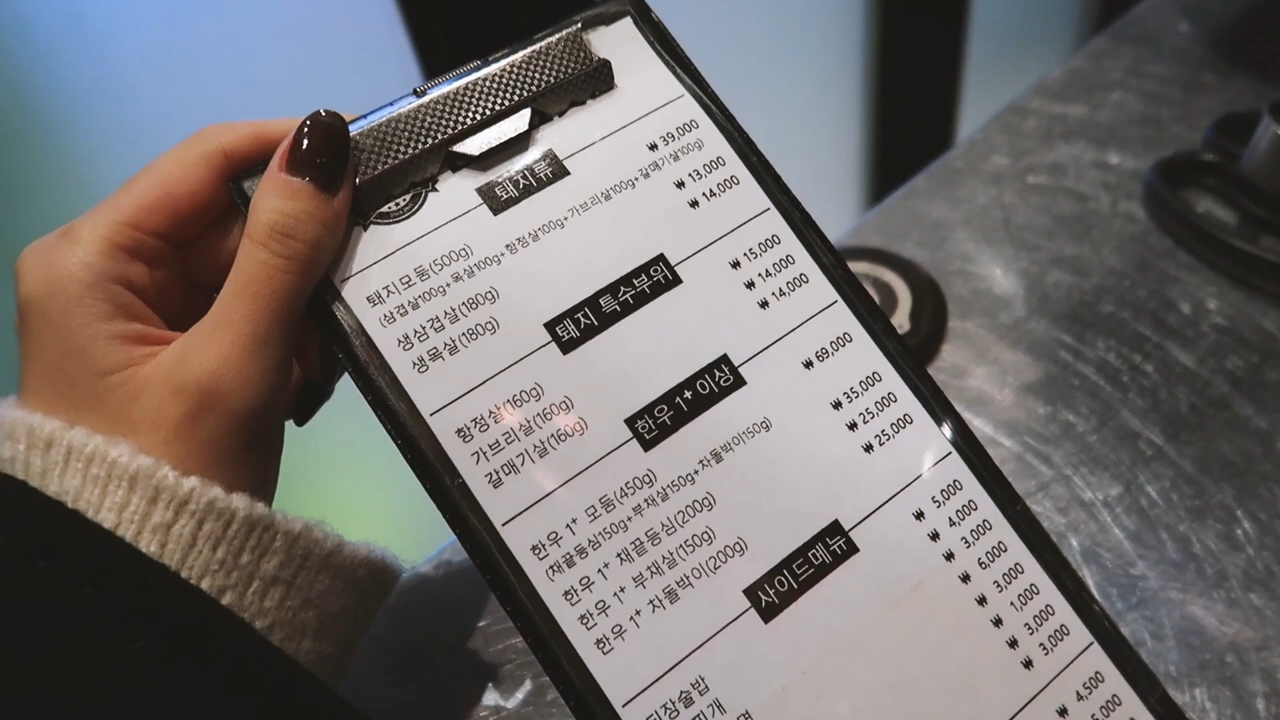 돼지류
돼지모둠(500g) ₩ 39,000
(삼겹살100g+목살100g+항정살100g+가브리살100g+갈매기살100g)
생삼겹살(180g) ₩ 13,000
생목살(180g) ₩ 14,000
돼지 특수부위
항정살(160g) ₩ 15,000
가브리살(160g) ₩ 14,000
갈매기살(160g) ₩ 14,000
한우 1⁺ 이상
한우 1⁺ 모둠(450g) ₩ 69,000
(채끝등심150g+부채살150g+차돌박이150g)
한우 1⁺ 채끝등심(200g) ₩ 35,000
한우 1⁺ 부채살(150g) ₩ 25,000
한우 1⁺ 차돌박이(200g) ₩ 25,000
사이드메뉴
된장술밥 ₩ 5,000
₩ 4,000
₩ 3,000
₩ 6,000
₩ 3,000
₩ 1,000
₩ 3,000
₩ 3,000
₩ 4,500